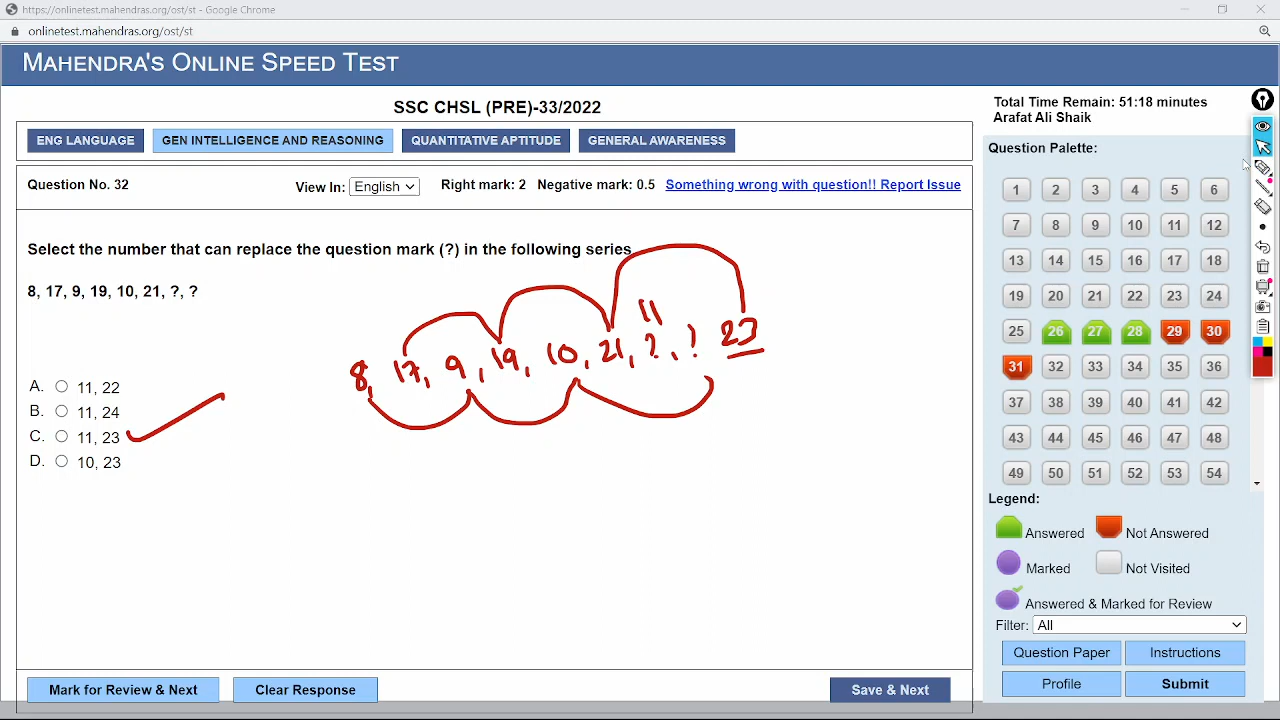 https://onlinetest.mahendras.org/ost/st - Google Chrome
onlinetest.mahendras.org/ost/st
MAHENDRA'S ONLINE SPEED TEST
SSC CHSL (PRE)-33/2022
ENG LANGUAGE GEN INTELLIGENCE AND REASONING QUANTITATIVE APTITUDE GENERAL AWARENESS
Question No. 32 View In: English Right mark: 2 Negative mark: 0.5 Something wrong with question!! Report Issue
Select the number that can replace the question mark (?) in the following series
8, 17, 9, 19, 10, 21, ?, ?
11
8, 17, 9, 19, 10, 21, ?, ? 23
A. 11, 22
B. 11, 24
C. 11, 23
D. 10, 23
Mark for Review & Next Clear Response Save & Next
Total Time Remain: 51:18 minutes
Arafat Ali Shaik
Question Palette:
1 2 3 4 5 6
7 8 9 10 11 12
13 14 15 16 17 18
19 20 21 22 23 24
25 26 27 28 29 30
31 32 33 34 35 36
37 38 39 40 41 42
43 44 45 46 47 48
49 50 51 52 53 54
Legend:
Answered Not Answered
Marked Not Visited
Answered & Marked for Review
Filter: All
Question Paper Instructions
Profile Submit